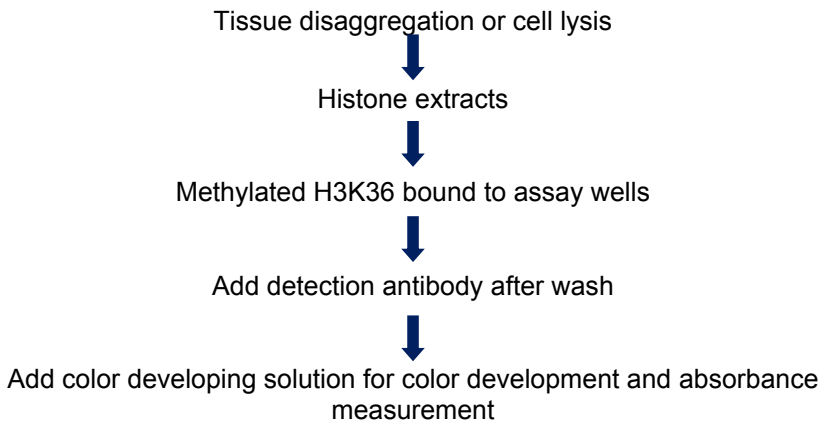 Tissue disaggregation or cell lysis
Histone extracts
Methylated H3K36 bound to assay wells
Add detection antibody after wash
Add color developing solution for color development and absorbance
measurement